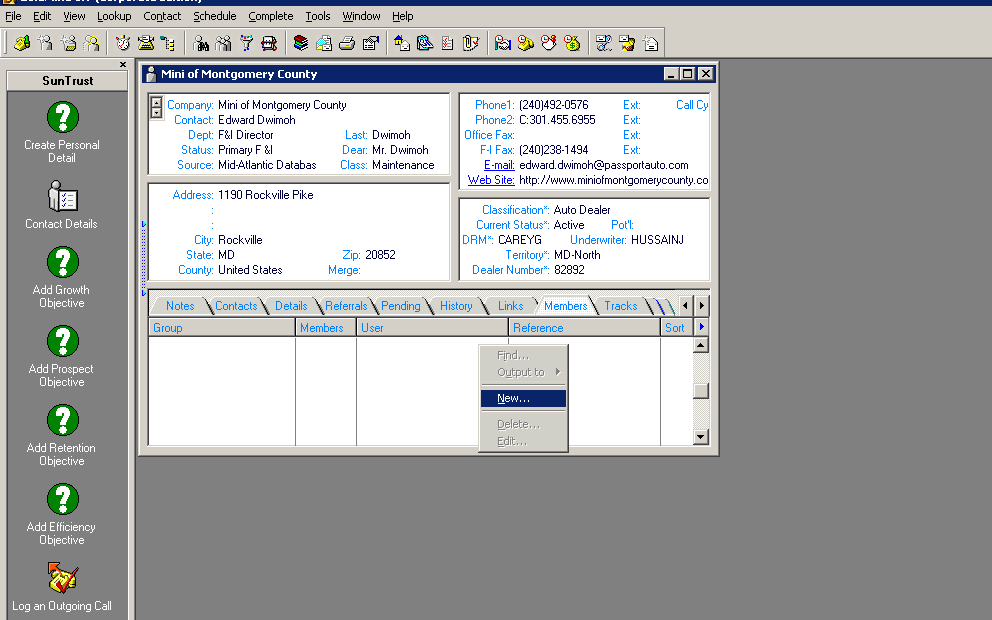 File Edit View Lookup Contact Schedule Complete Tools Window Help
SunTrust
Create Personal
Detail
Contact Details
Add Growth
Objective
Add Prospect
Objective
Add Retention
Objective
Add Efficiency
Objective
Log an Outgoing Call
Mini of Montgomery County
Company: Mini of Montgomery County
Contact: Edward Dwimoh
Dept: F&I Director Last: Dwimoh
Status: Primary F &I Dear: Mr. Dwimoh
Source: Mid-Atlantic Databas Class: Maintenance
Phone1: (240)492-0576 Ext: Call Cy
Phone2: C:301.455.6955 Ext:
Office Fax: Ext:
F-I Fax: (240)238-1494 Ext:
E-mail: edward.dwimoh@passportauto.com
Web Site: http://www.miniofmontgomerycounty.co
Address: 1190 Rockville Pike
:
:
City: Rockville
State: MD Zip: 20852
County: United States Merge:
Classification*: Auto Dealer
Current Status*: Active Pot'l:
DRM*: CAREYG Underwriter: HUSSAINJ
Territory*: MD-North
Dealer Number*: 82892
Notes Contacts Details Referrals Pending History Links Members Tracks
Group Members User Reference Sort
Find...
Output to
New...
Delete...
Edit...